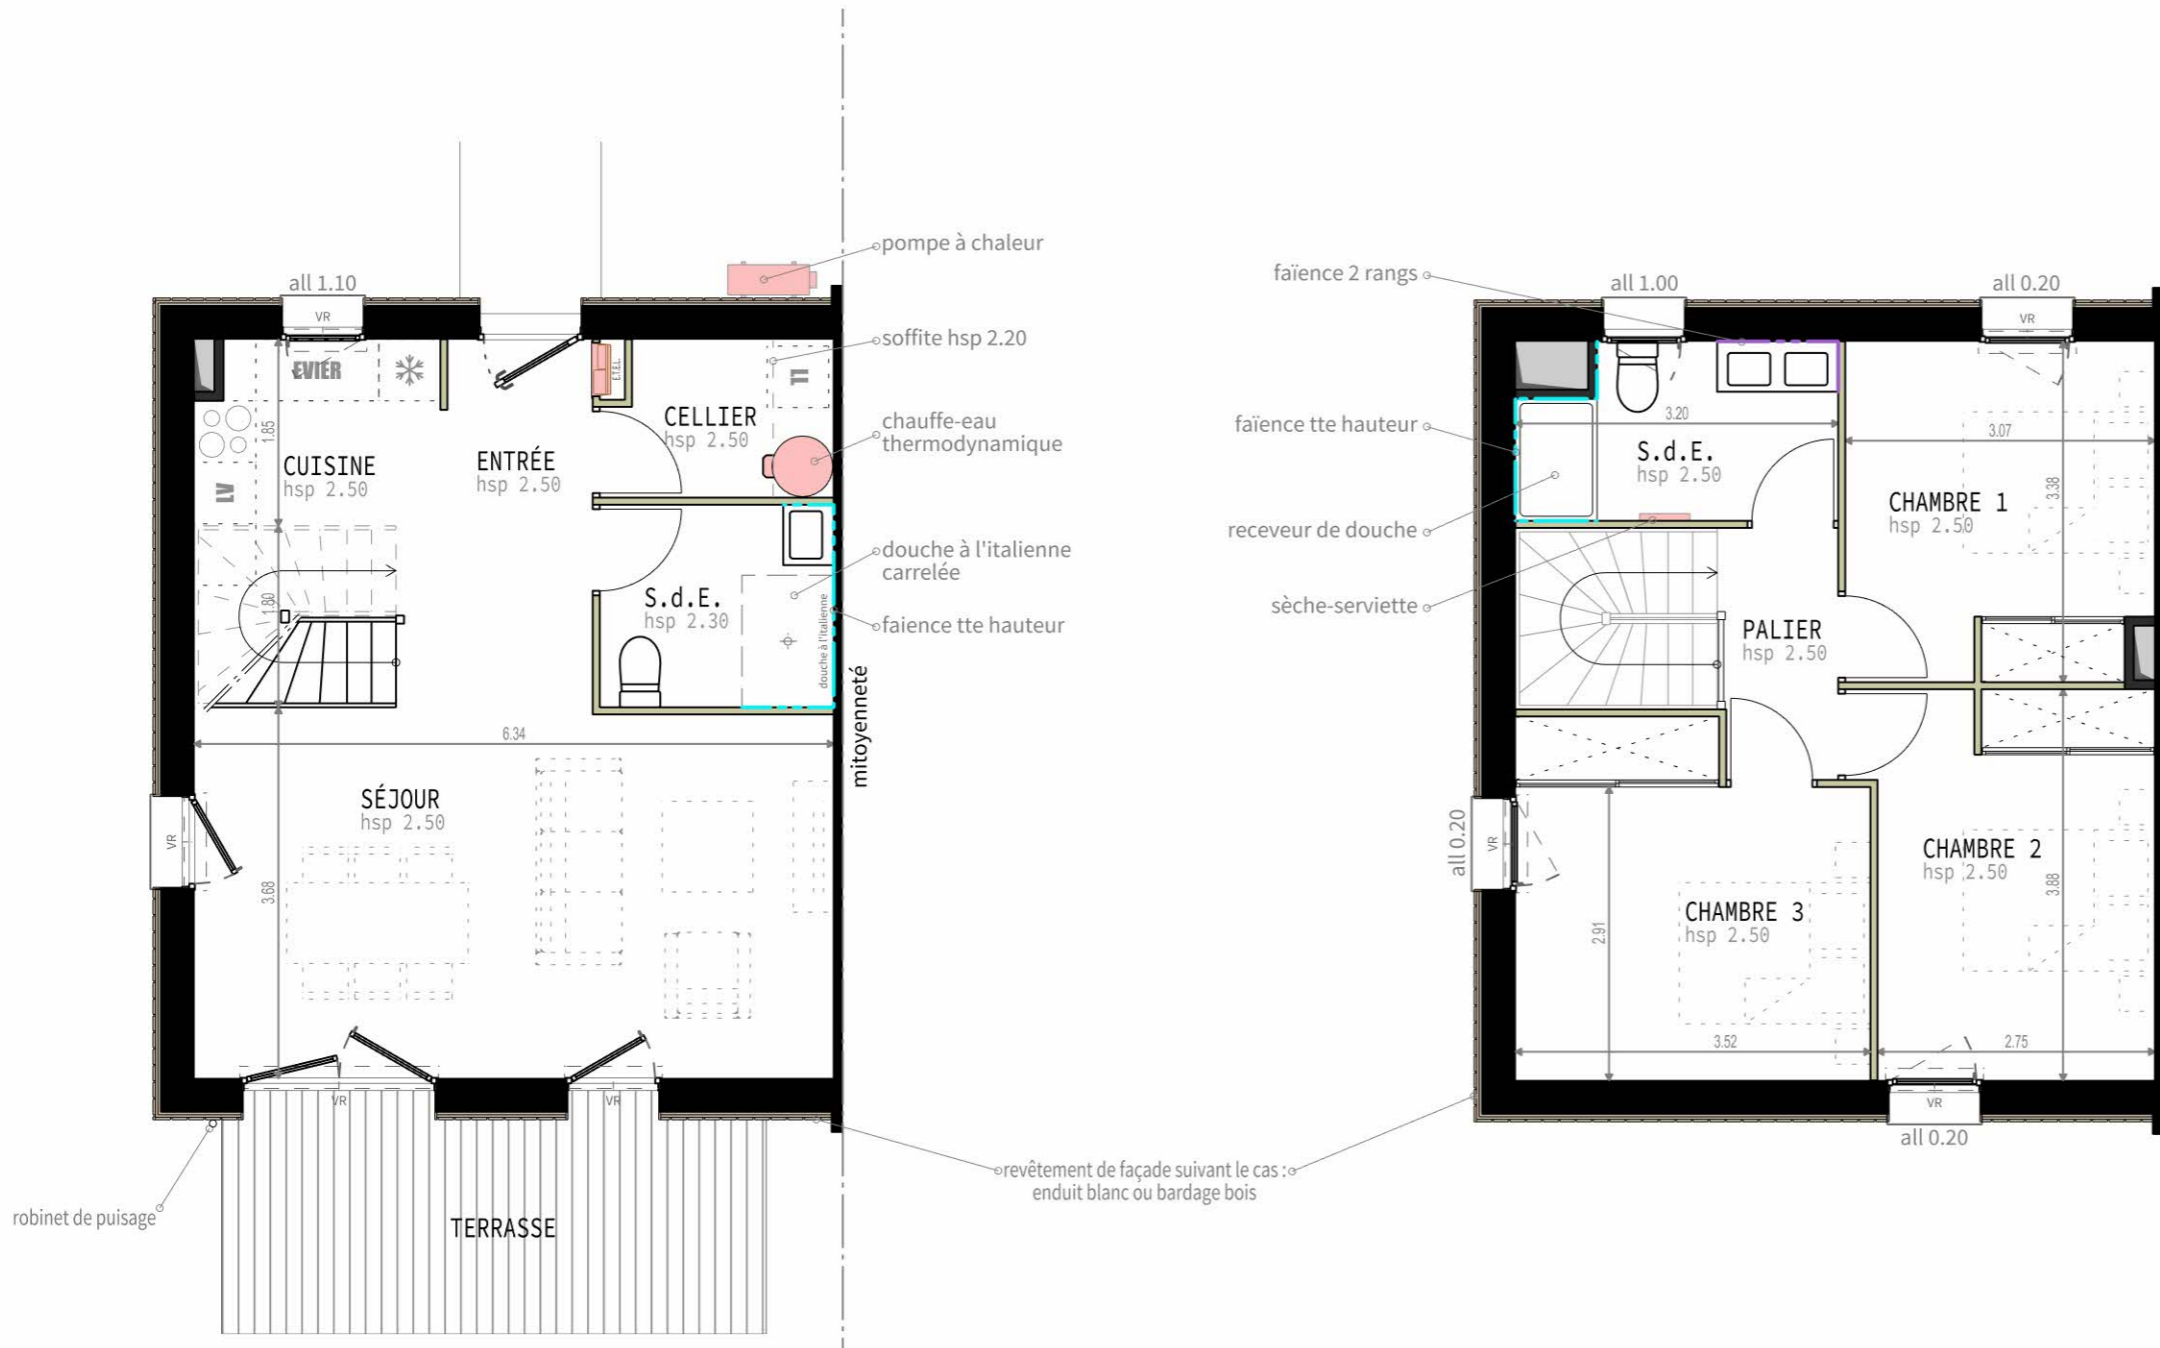 pompe à chaleur
all 1.10
VR
soffite hsp 2.20
EVIER
E.T.E.L.
LL
CELLIER
hsp 2.50
chauffe-eau
thermodynamique
1.85
CUISINE
hsp 2.50
ENTRÉE
hsp 2.50
LV
douche à l'italienne
carrelée
1.80
S.d.E.
hsp 2.30
douche à l'italienne
faience tte hauteur
mitoyenneté
6.34
SÉJOUR
hsp 2.50
VR
3.68
VR
VR
robinet de puisage
TERRASSE
revêtement de façade suivant le cas :
enduit blanc ou bardage bois
faïence 2 rangs
all 1.00
all 0.20
VR
faïence tte hauteur
3.20
3.07
S.d.E.
hsp 2.50
3.38
CHAMBRE 1
hsp 2.50
receveur de douche
sèche-serviette
PALIER
hsp 2.50
all 0.20
VR
CHAMBRE 2
hsp 2.50
3.88
CHAMBRE 3
hsp 2.50
2.91
3.52
2.75
VR
all 0.20